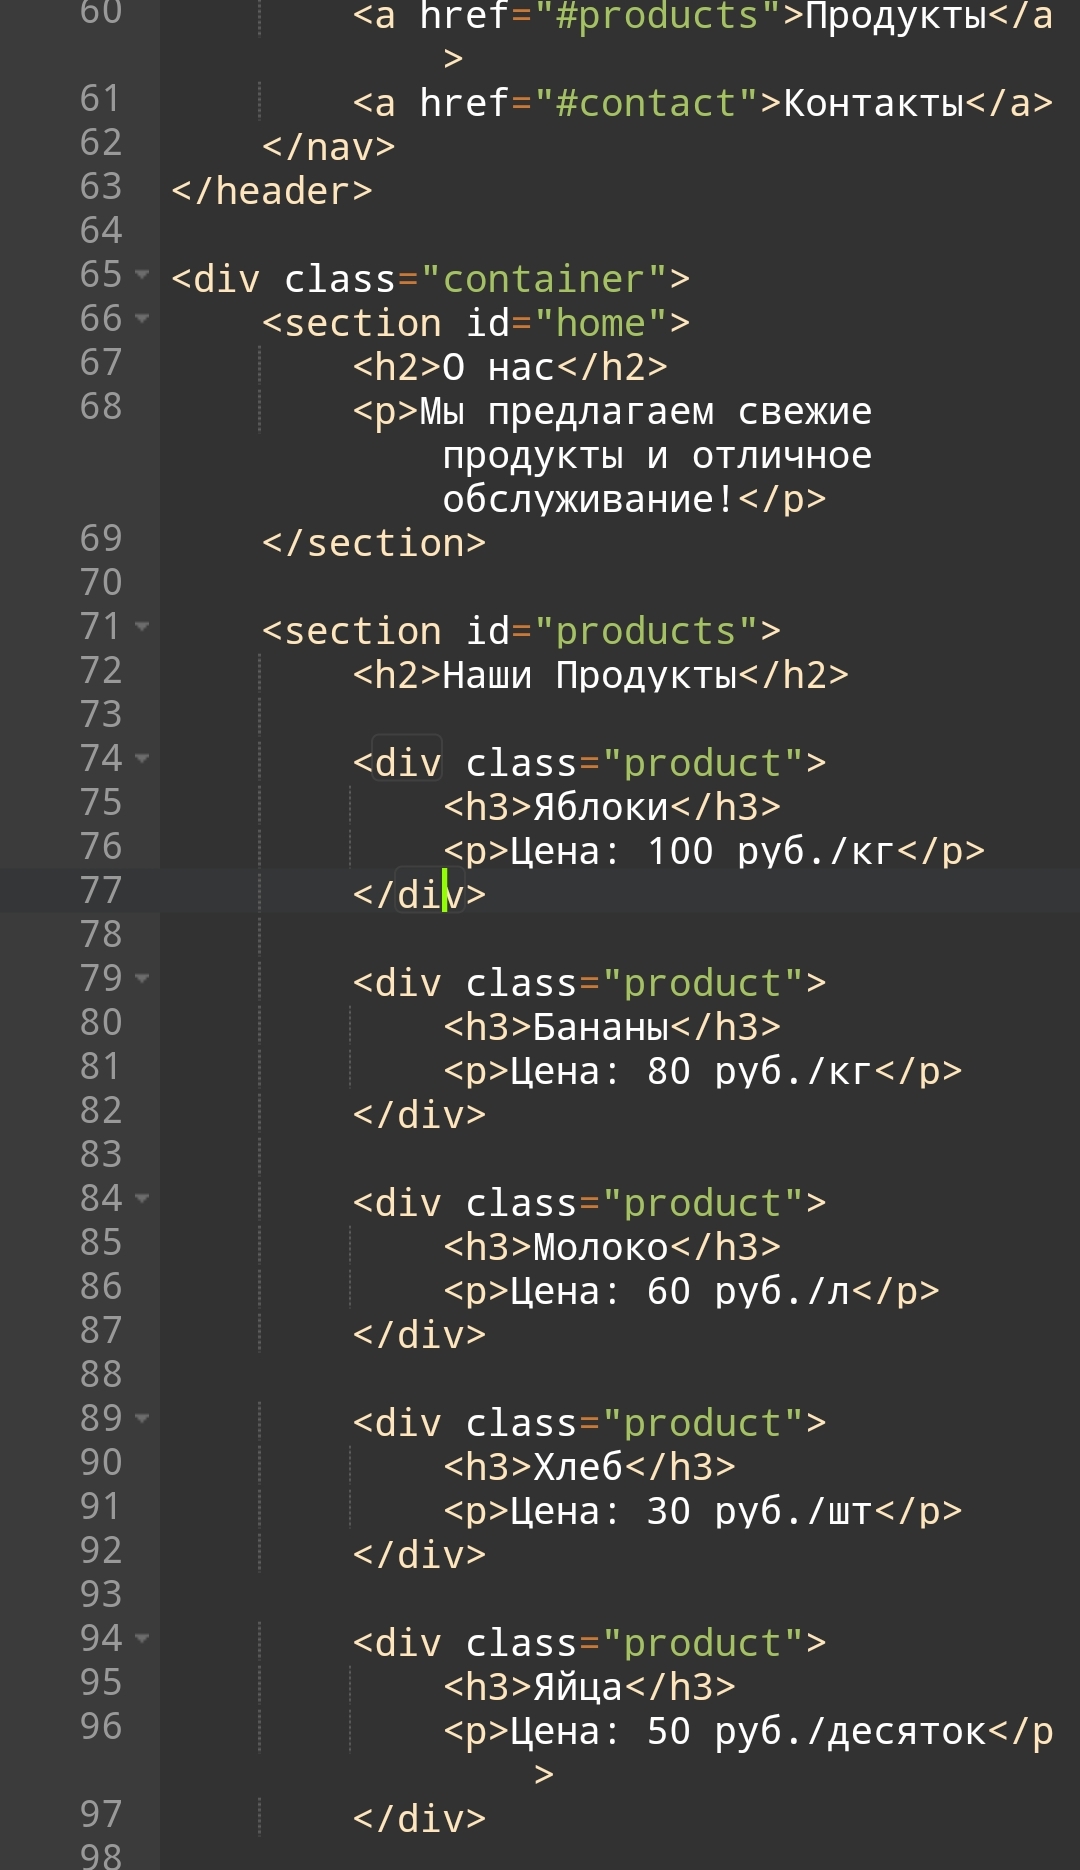 60 <a href="#products">Продукты</a
>
61 <a href="#contact">Контакты</a>
62 </nav>
63 </header>
64
65 <div class="container">
66 <section id="home">
67 <h2>О нас</h2>
68 <p>Мы предлагаем свежие
продукты и отличное
обслуживание!</p>
69 </section>
70
71 <section id="products">
72 <h2>Наши Продукты</h2>
73
74 <div class="product">
75 <h3>Яблоки</h3>
76 <p>Цена: 100 руб./кг</p>
77 </div>
78
79 <div class="product">
80 <h3>Бананы</h3>
81 <p>Цена: 80 руб./кг</p>
82 </div>
83
84 <div class="product">
85 <h3>Молоко</h3>
86 <p>Цена: 60 руб./л</p>
87 </div>
88
89 <div class="product">
90 <h3>Хлеб</h3>
91 <p>Цена: 30 руб./шт</p>
92 </div>
93
94 <div class="product">
95 <h3>Яйца</h3>
96 <p>Цена: 50 руб./десяток</p
>
97 </div>
98